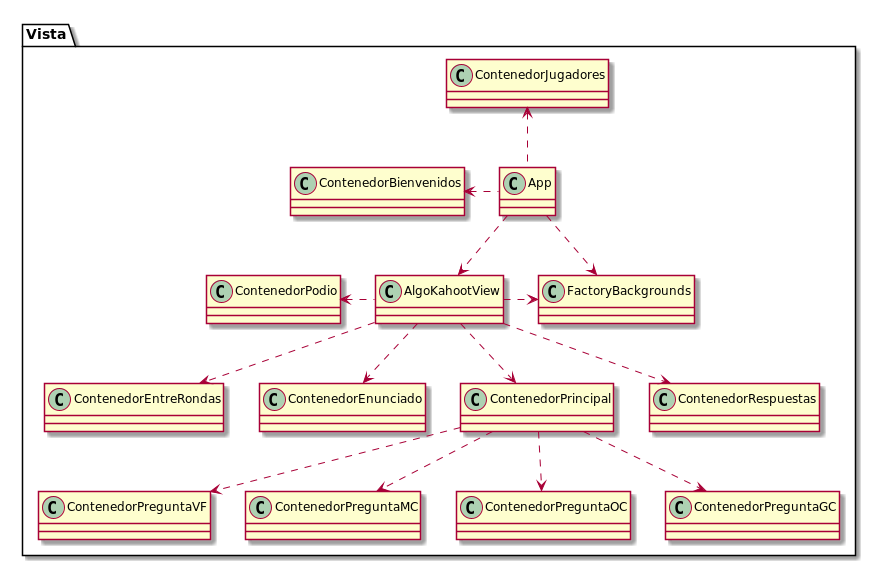 Vista
C ContenedorJugadores
C ContenedorBienvenidos
C App
C ContenedorPodio
C AlgoKahootView
C FactoryBackgrounds
C ContenedorEntreRondas
C ContenedorEnunciado
C ContenedorPrincipal
C ContenedorRespuestas
C ContenedorPreguntaVF
C ContenedorPreguntaMC
C ContenedorPreguntaOC
C ContenedorPreguntaGC